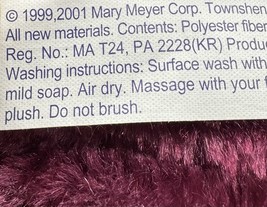 © 1999,2001 Mary Meyer Corp. Townshen
All new materials. Contents: Polyester fiber
Reg. No.: MA T24, PA 2228(KR) Produc
Washing instructions: Surface wash with
mild soap. Air dry. Massage with your f
plush. Do not brush.